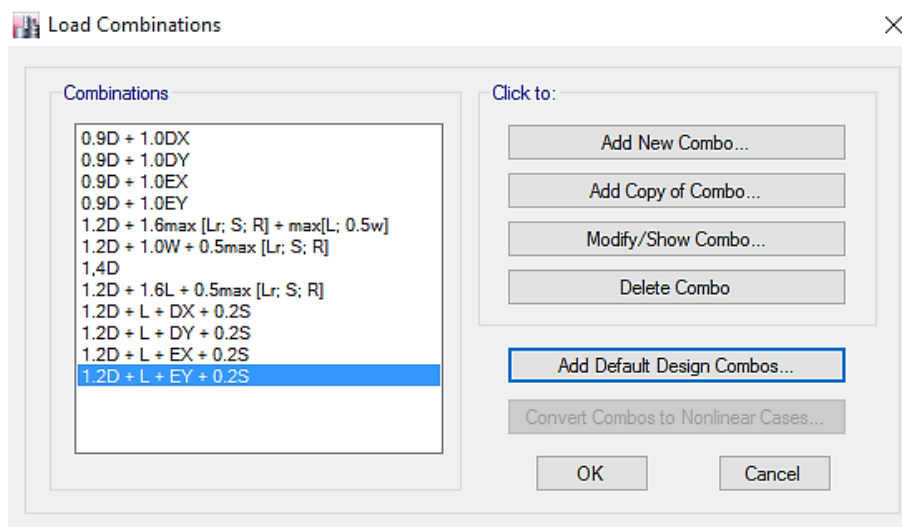 Load Combinations
Combinations
0.9D + 1.0DX
0.9D + 1.0DY
0.9D + 1.0EX
0.9D + 1.0EY
1.2D + 1.6max [Lr; S; R] + max[L; 0.5w]
1.2D + 1.0W + 0.5max [Lr; S; R]
1,4D
1.2D + 1.6L + 0.5max [Lr; S; R]
1.2D + L + DX + 0.2S
1.2D + L + DY + 0.2S
1.2D + L + EX + 0.2S
1.2D + L + EY + 0.2S
Click to:
Add New Combo...
Add Copy of Combo...
Modify/Show Combo...
Delete Combo
Add Default Design Combos...
Convert Combos to Nonlinear Cases...
OK
Cancel